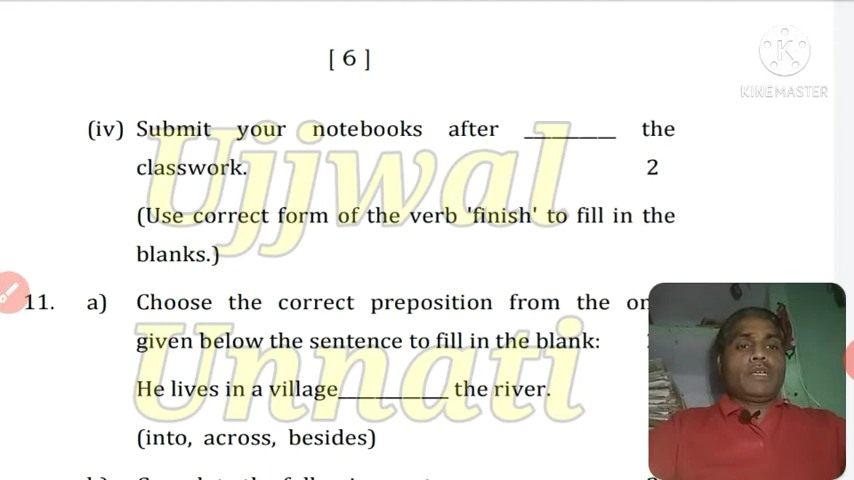 [ 6 ]
KINEMASTER
(iv) Submit your notebooks after ________ the
classwork. 2
(Use correct form of the verb 'finish' to fill in the
blanks.)
11. a) Choose the correct preposition from the
given below the sentence to fill in the blank:
He lives in a village__________ the river.
(into, across, besides)
Ujjwal
Unnati